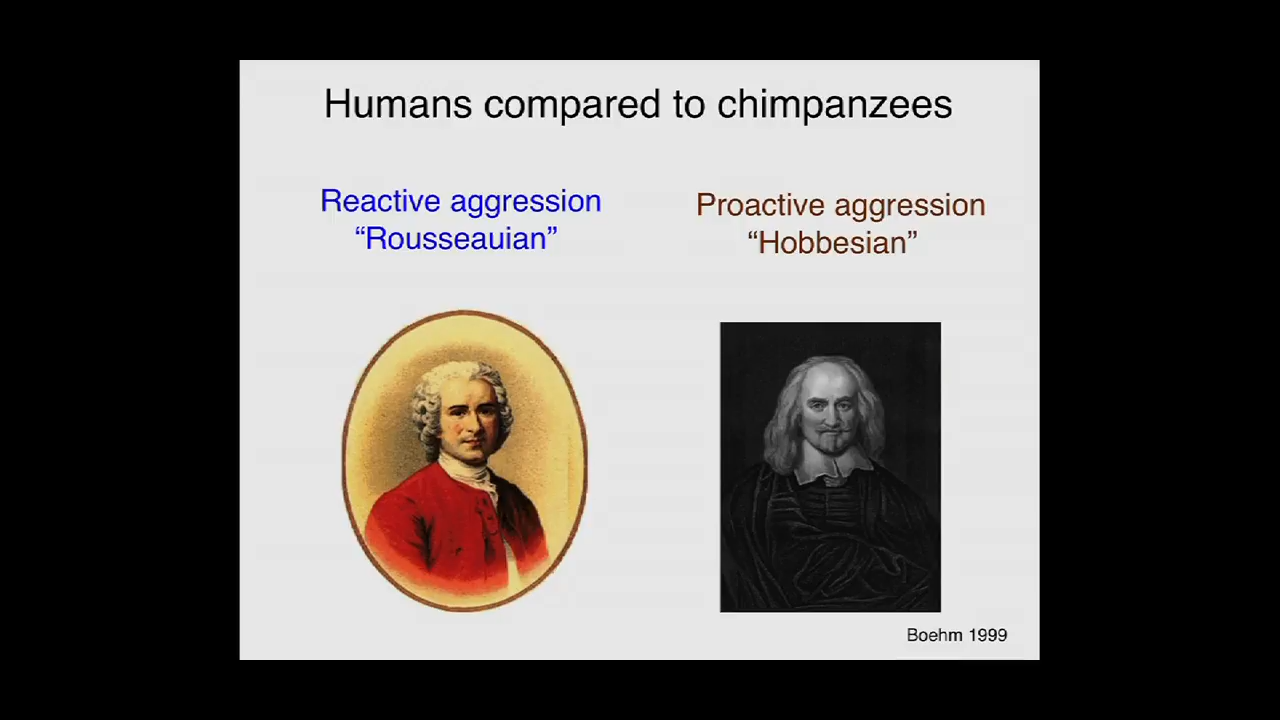 Humans compared to chimpanzees
Reactive aggression
“Rousseauian”
Proactive aggression
“Hobbesian”
Boehm 1999